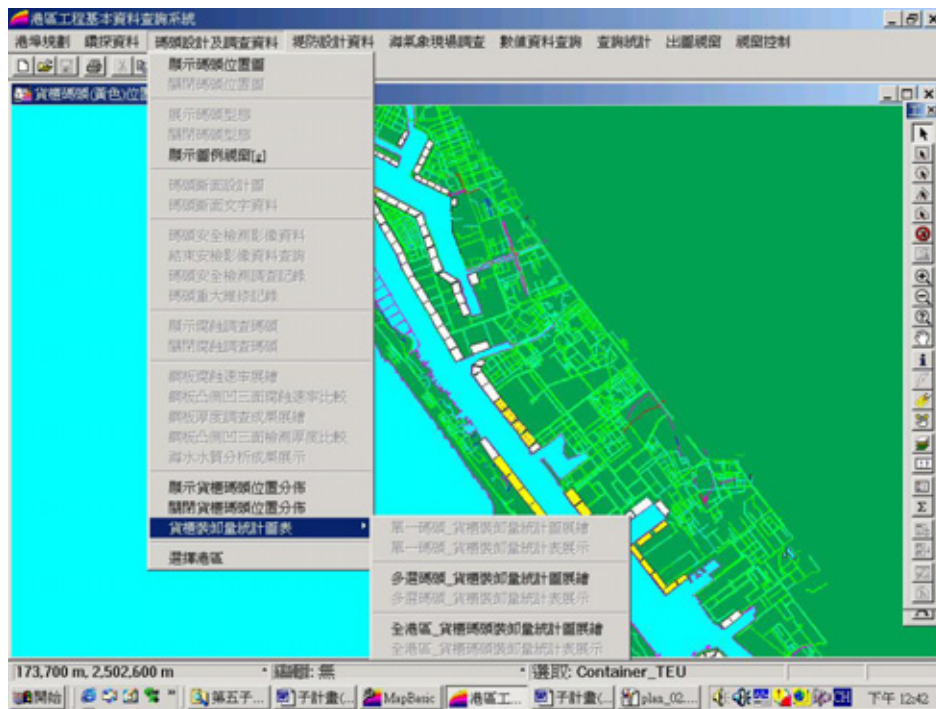 港區工程基本資料查詢系統
港埠規劃 鑽探資料 碼頭設計及調查資料 堤防設計資料 海氣象現場調查 數值資料查詢 查詢統計 出圖視窗 視窗控制
貨櫃碼頭(黃色)位
顯示碼頭位置圖
關閉碼頭位置圖
展示碼頭型態
關閉碼頭型態
顯示圖例視窗[g]
碼頭斷面設計圖
碼頭斷面文字資料
碼頭安全檢測影像資料
結束安檢影像資料查詢
碼頭安全檢測調查記錄
碼頭重大維修記錄
顯示腐蝕調查碼頭
關閉腐蝕調查碼頭
鋼板腐蝕速率展繪
鋼板凸側凹三面腐蝕速率比較
鋼板厚度調查成果展繪
鋼板凸側凹三面檢測厚度比較
海水水質分析成果展示
顯示貨櫃碼頭位置分佈
關閉貨櫃碼頭位置分佈
貨櫃裝卸量統計圖表
選擇港區
單一碼頭_貨櫃裝卸量統計圖展繪
單一碼頭_貨櫃裝卸量統計表展示
多選碼頭_貨櫃裝卸量統計圖展繪
多選碼頭_貨櫃裝卸量統計表展示
全港區_貨櫃碼頭裝卸量統計圖展繪
全港區_貨櫃碼頭裝卸量統計表展示
173,700 m, 2,502,600 m 編輯: 無 選取: Container_TEU
開始 第五子... 子計畫(... MapBasic 港區工... 子計畫(... plan_02... CH 下午 12:42